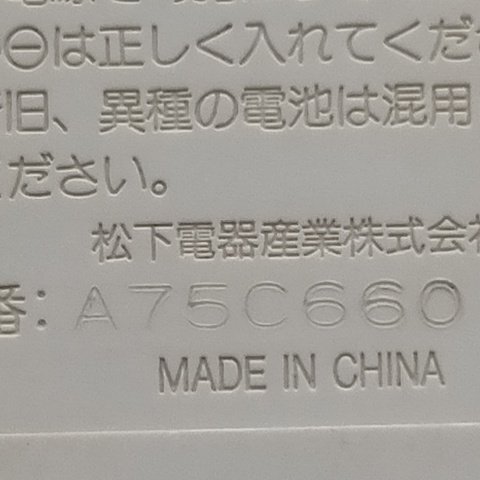 ⊖は正しく入れてくだ
旧、異種の電池は混用
ださい。
松下電器産業株式会社
番: A75C660
MADE IN CHINA